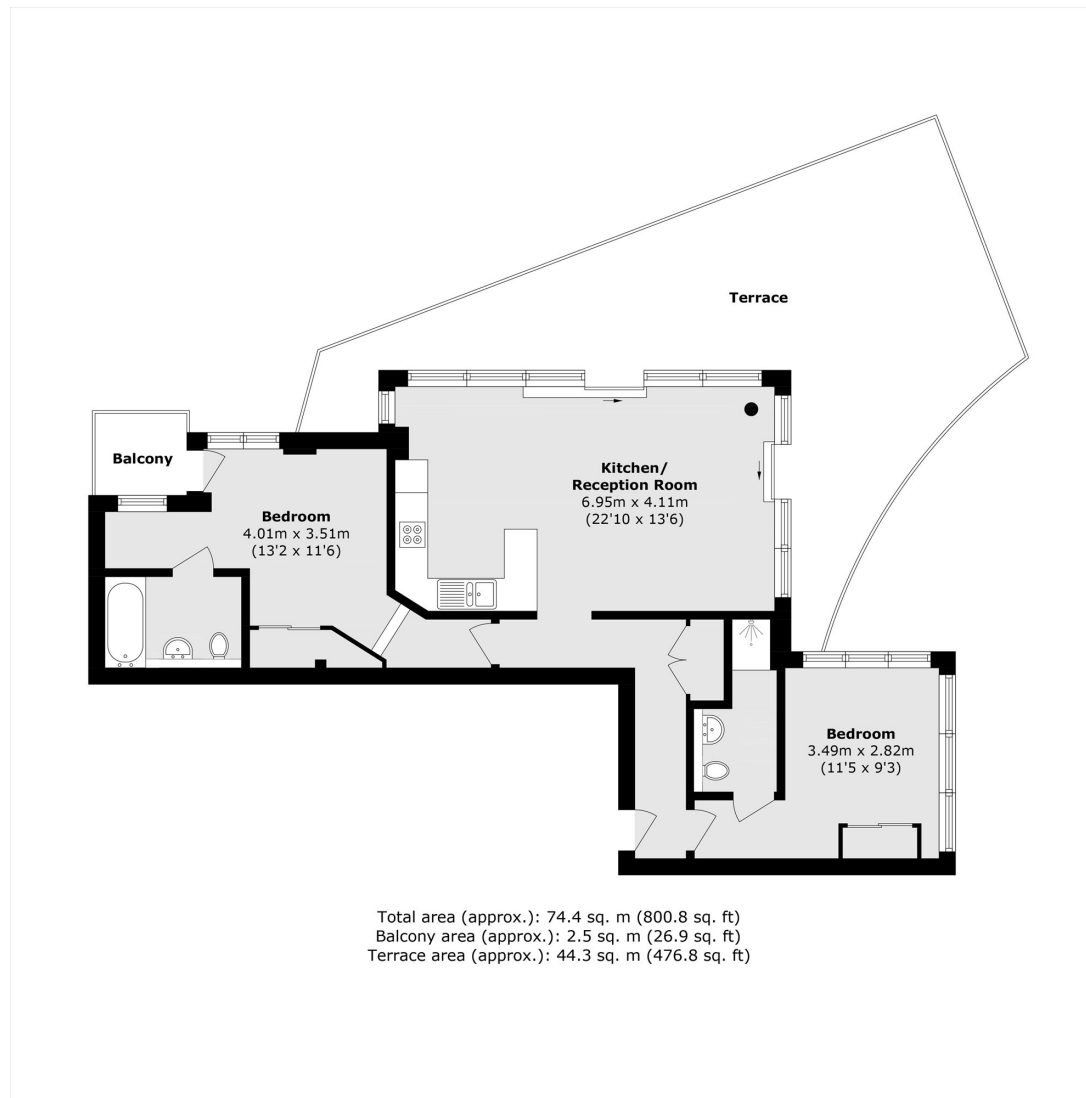 Terrace
Balcony
Kitchen/
Reception Room
6.95m x 4.11m
(22'10 x 13'6)
Bedroom
4.01m x 3.51m
(13'2 x 11'6)
Bedroom
3.49m x 2.82m
(11'5 x 9'3)
Total area (approx.): 74.4 sq. m (800.8 sq. ft)
Balcony area (approx.): 2.5 sq. m (26.9 sq. ft)
Terrace area (approx.): 44.3 sq. m (476.8 sq. ft)